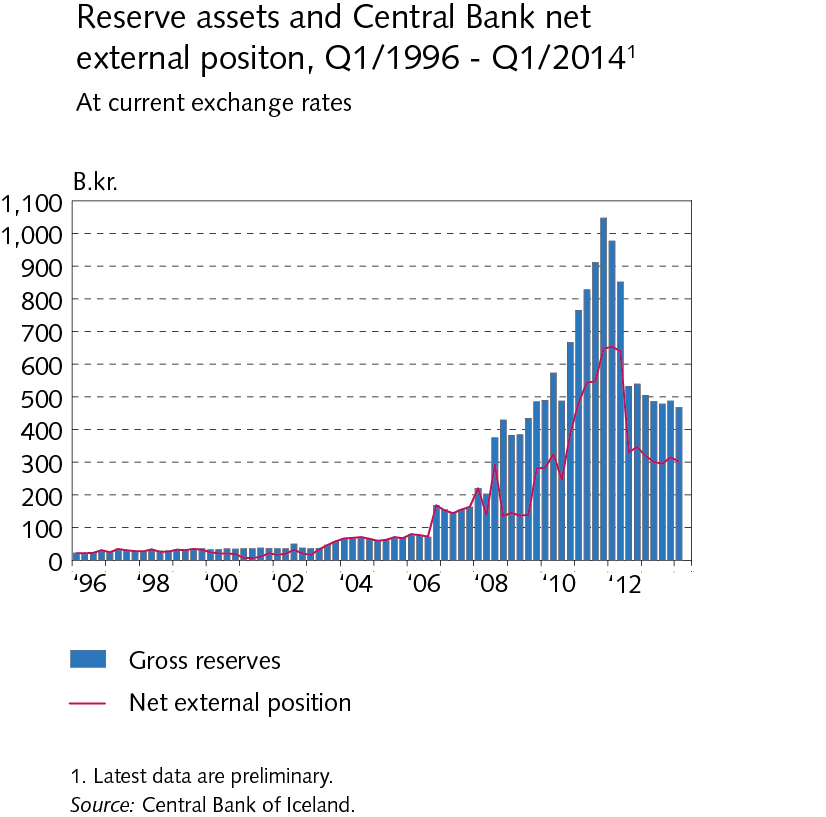 Reserve assets and Central Bank net
external positon, Q1/1996 - Q1/2014¹
At current exchange rates
B.kr.
1,100
1,000
900
800
700
600
500
400
300
200
100
0
‘96 ‘98 ‘00 ‘02 ‘04 ‘06 ‘08 ‘10 ‘12
Gross reserves
Net external position
1. Latest data are preliminary.
Source: Central Bank of Iceland.